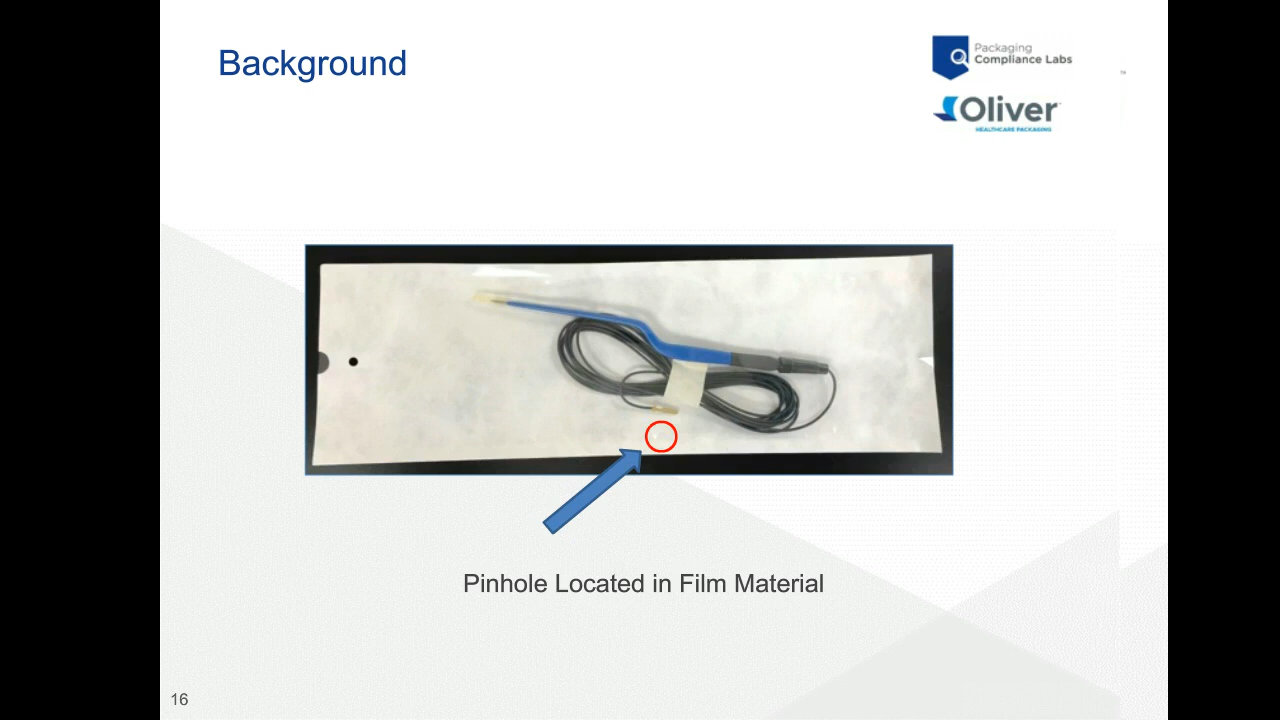 Background
Packaging
Compliance Labs
Oliver
HEALTHCARE PACKAGING
Pinhole Located in Film Material
16